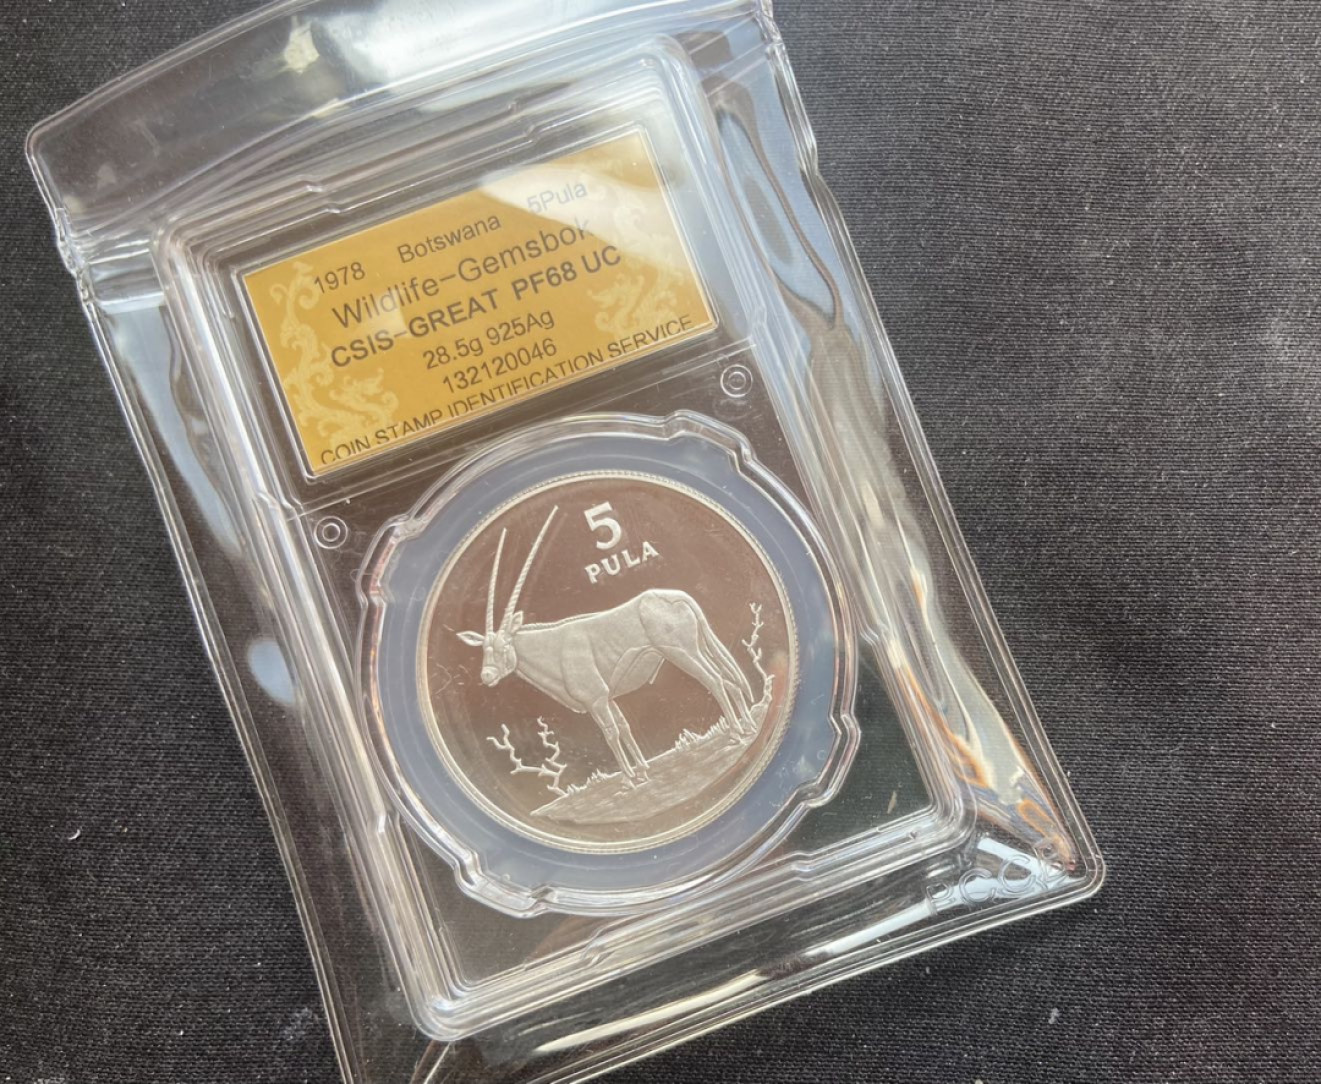 1978 Botswana 5Pula
Wildlife-Gemsbok
CSIS-GREAT PF68 UC
28.5g 925Ag
132120046
COIN STAMP IDENTIFICATION SERVICE
5
PULA
PCCB